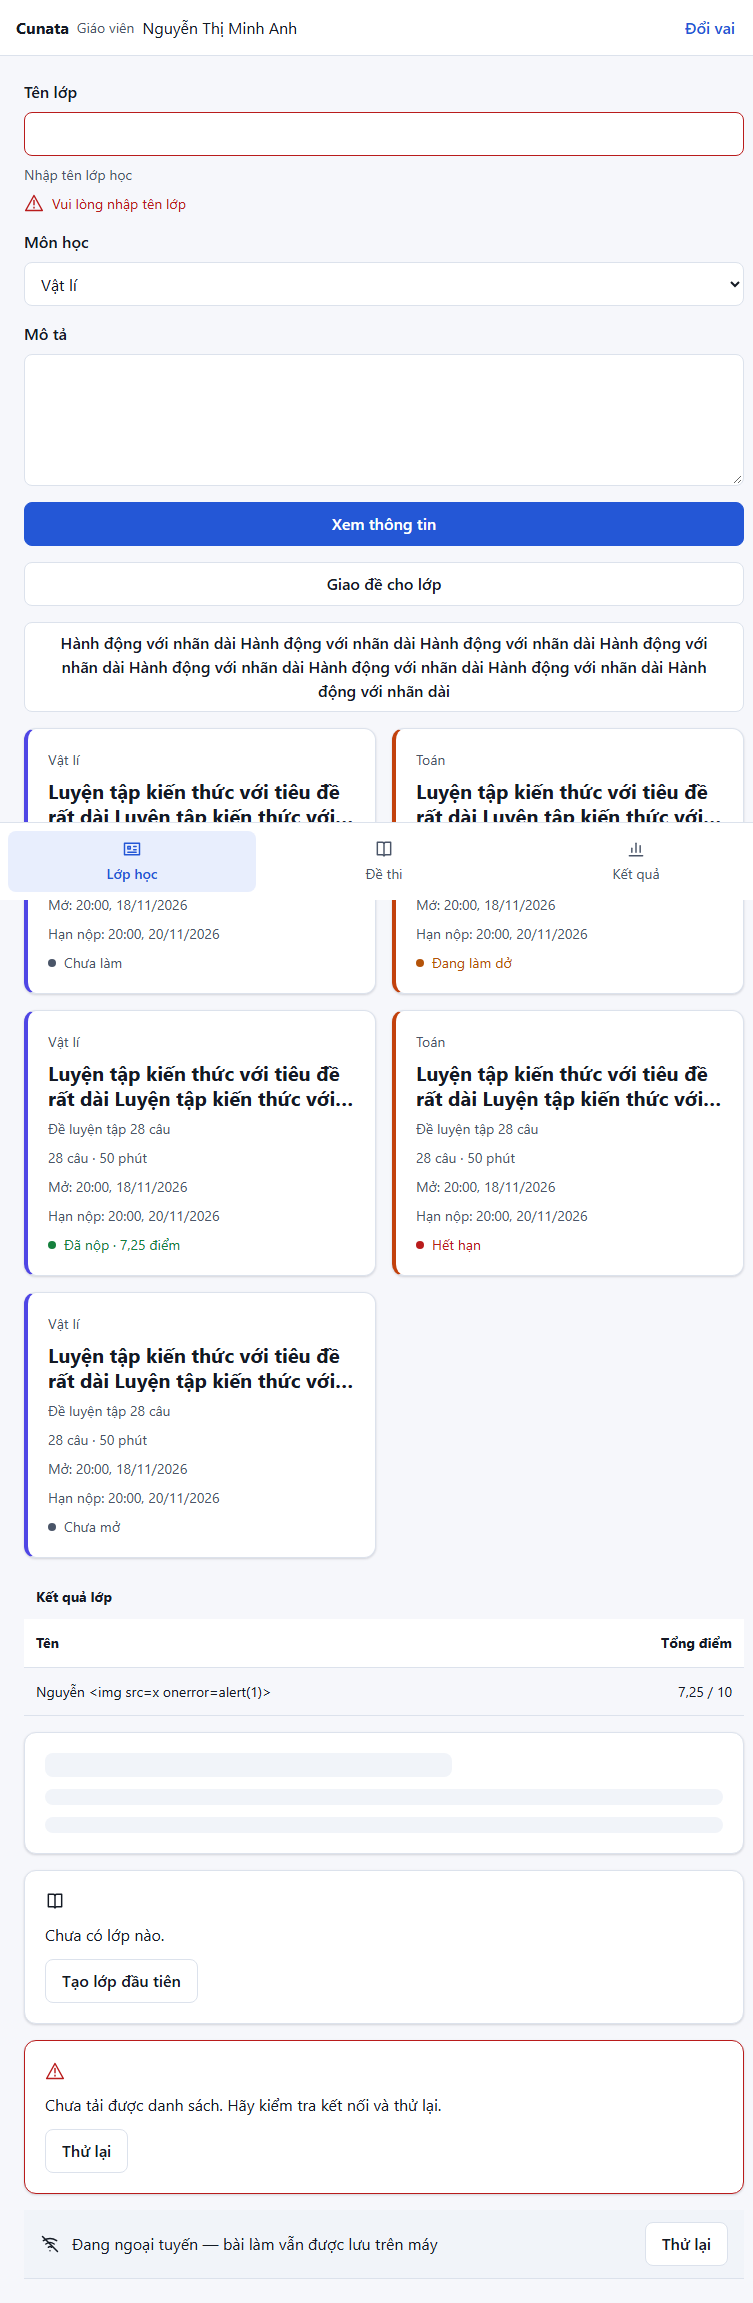 Cunata Giáo viên Nguyễn Thị Minh Anh Đổi vai
Tên lớp
Nhập tên lớp học
Vui lòng nhập tên lớp
Môn học
Vật lí
Mô tả
Xem thông tin
Giao đề cho lớp
Hành động với nhãn dài Hành động với nhãn dài Hành động với nhãn dài Hành động với
nhãn dài Hành động với nhãn dài Hành động với nhãn dài Hành động với nhãn dài Hành
động với nhãn dài
Vật lí
Luyện tập kiến thức với tiêu đề
rất dài Luyện tập kiến thức với...
Toán
Luyện tập kiến thức với tiêu đề
rất dài Luyện tập kiến thức với...
Lớp học
Đề thi
Kết quả
Mở: 20:00, 18/11/2026
Hạn nộp: 20:00, 20/11/2026
Chưa làm
Mở: 20:00, 18/11/2026
Hạn nộp: 20:00, 20/11/2026
Đang làm dở
Vật lí
Luyện tập kiến thức với tiêu đề
rất dài Luyện tập kiến thức với...
Đề luyện tập 28 câu
28 câu · 50 phút
Mở: 20:00, 18/11/2026
Hạn nộp: 20:00, 20/11/2026
Đã nộp · 7,25 điểm
Toán
Luyện tập kiến thức với tiêu đề
rất dài Luyện tập kiến thức với...
Đề luyện tập 28 câu
28 câu · 50 phút
Mở: 20:00, 18/11/2026
Hạn nộp: 20:00, 20/11/2026
Hết hạn
Vật lí
Luyện tập kiến thức với tiêu đề
rất dài Luyện tập kiến thức với...
Đề luyện tập 28 câu
28 câu · 50 phút
Mở: 20:00, 18/11/2026
Hạn nộp: 20:00, 20/11/2026
Chưa mở
Kết quả lớp
Tên Tổng điểm
Nguyễn <img src=x onerror=alert(1)> 7,25 / 10
Chưa có lớp nào.
Tạo lớp đầu tiên
Chưa tải được danh sách. Hãy kiểm tra kết nối và thử lại.
Thử lại
Đang ngoại tuyến — bài làm vẫn được lưu trên máy Thử lại